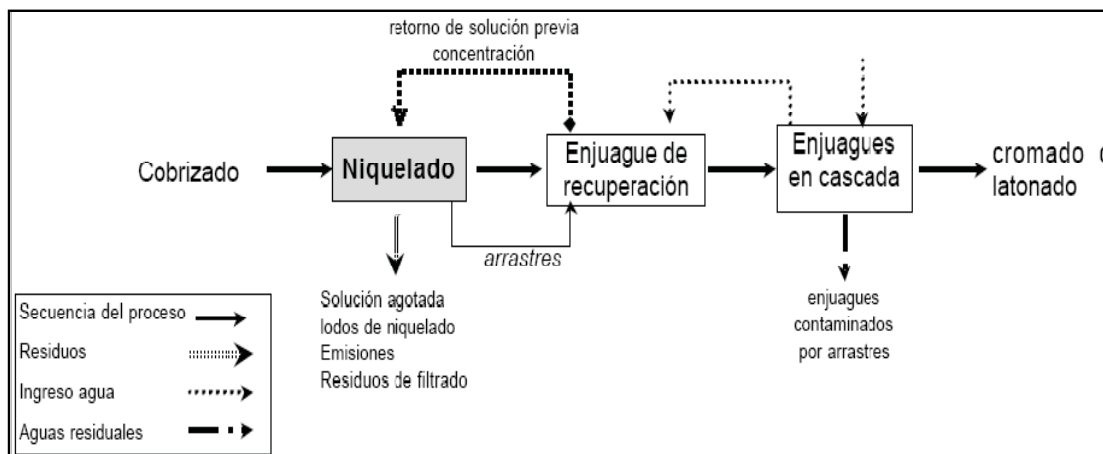 retorno de solución previa
concentración
Cobrizado
Niquelado
Enjuague de
recuperación
Enjuagues
en cascada
cromado
latonado
arrastres
Solución agotada
lodos de niquelado
Emisiones
Residuos de filtrado
enjuagues
contaminados
por arrastres
Secuencia del proceso
Residuos
Ingreso agua
Aguas residuales